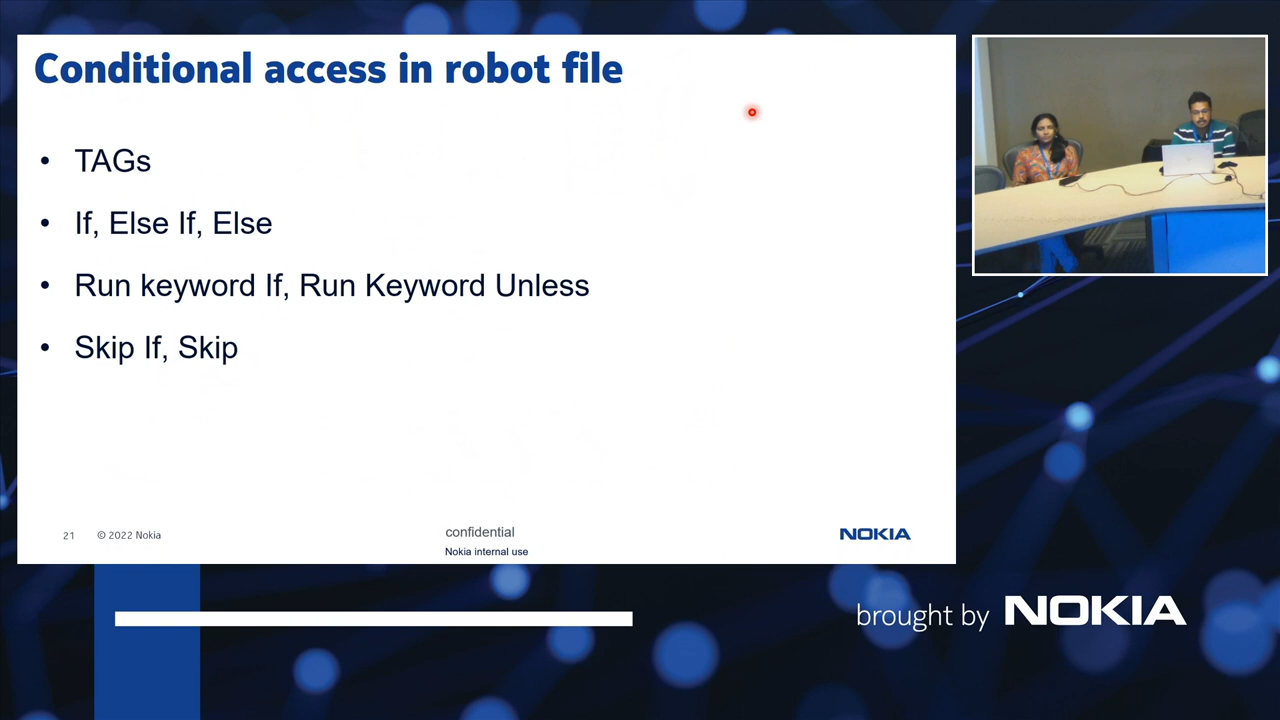 Conditional access in robot file
• TAGs
• If, Else If, Else
• Run keyword If, Run Keyword Unless
• Skip If, Skip
21 © 2022 Nokia
confidential
Nokia internal use
NOKIA
brought by NOKIA